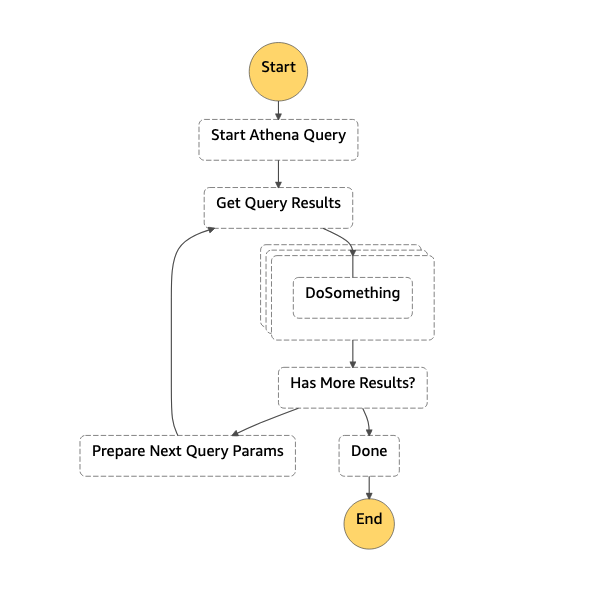 Start
Start Athena Query
Get Query Results
DoSomething
Has More Results?
Prepare Next Query Params
Done
End